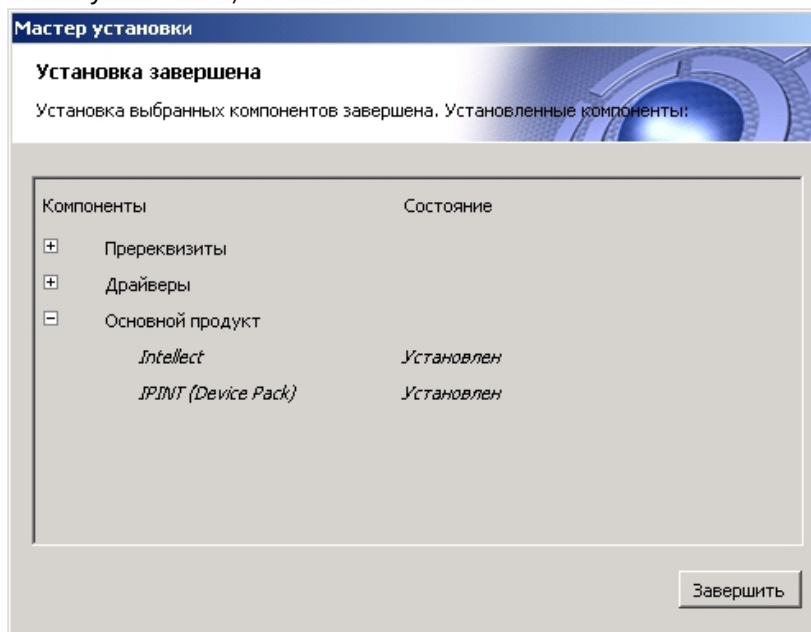 Мастер установки
Установка завершена
Установка выбранных компонентов завершена. Установленные компоненты:
Компоненты Состояние
Пререквизиты
Драйверы
Основной продукт
Intellect Установлен
IPINT (Device Pack) Установлен
Завершить